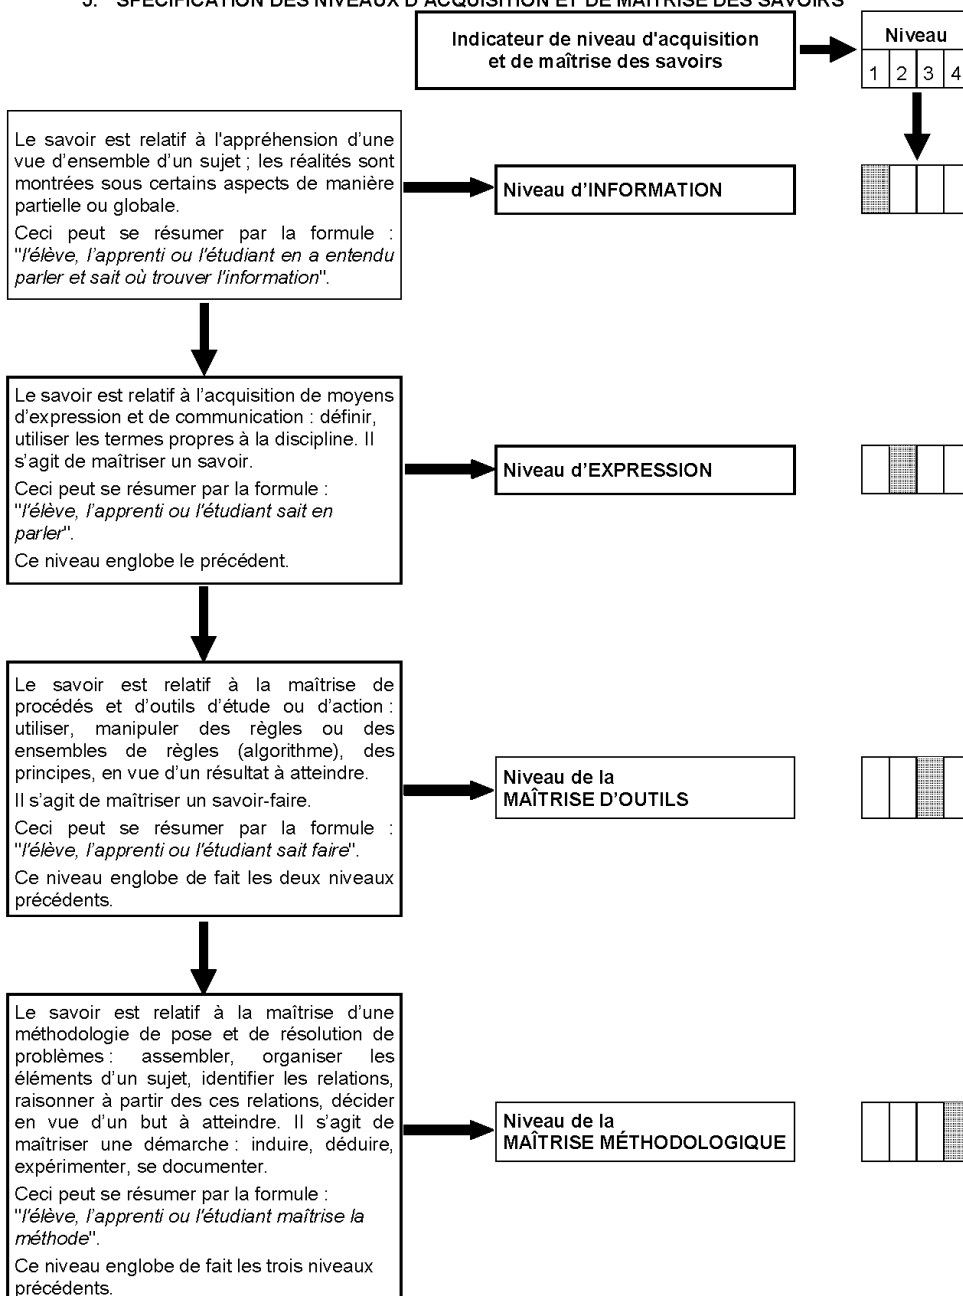 5. SPÉCIFICATION DES NIVEAUX D'ACQUISITION ET DE MAÎTRISE DES SAVOIRS
Indicateur de niveau d'acquisition
et de maîtrise des savoirs
Niveau
1 2 3 4
Le savoir est relatif à l'appréhension d'une
vue d'ensemble d'un sujet ; les réalités sont
montrées sous certains aspects de manière
partielle ou globale.
Ceci peut se résumer par la formule :
"l'élève, l'apprenti ou l'étudiant en a entendu
parler et sait où trouver l'information".
Niveau d'INFORMATION
Le savoir est relatif à l'acquisition de moyens
d'expression et de communication : définir,
utiliser les termes propres à la discipline. Il
s'agit de maîtriser un savoir.
Ceci peut se résumer par la formule :
"l'élève, l'apprenti ou l'étudiant sait en
parler".
Ce niveau englobe le précédent.
Niveau d'EXPRESSION
Le savoir est relatif à la maîtrise de
procédés et d'outils d'étude ou d'action :
utiliser, manipuler des règles ou des
ensembles de règles (algorithme), des
principes, en vue d'un résultat à atteindre.
Il s'agit de maîtriser un savoir-faire.
Ceci peut se résumer par la formule :
"l'élève, l'apprenti ou l'étudiant sait faire".
Ce niveau englobe de fait les deux niveaux
précédents.
Niveau de la
MAÎTRISE D'OUTILS
Le savoir est relatif à la maîtrise d'une
méthodologie de pose et de résolution de
problèmes : assembler, organiser les
éléments d'un sujet, identifier les relations,
raisonner à partir des ces relations, décider
en vue d'un but à atteindre. Il s'agit de
maîtriser une démarche : induire, déduire,
expérimenter, se documenter.
Ceci peut se résumer par la formule :
"l'élève, l'apprenti ou l'étudiant maîtrise la
méthode".
Ce niveau englobe de fait les trois niveaux
précédents.
Niveau de la
MAÎTRISE MÉTHODOLOGIQUE